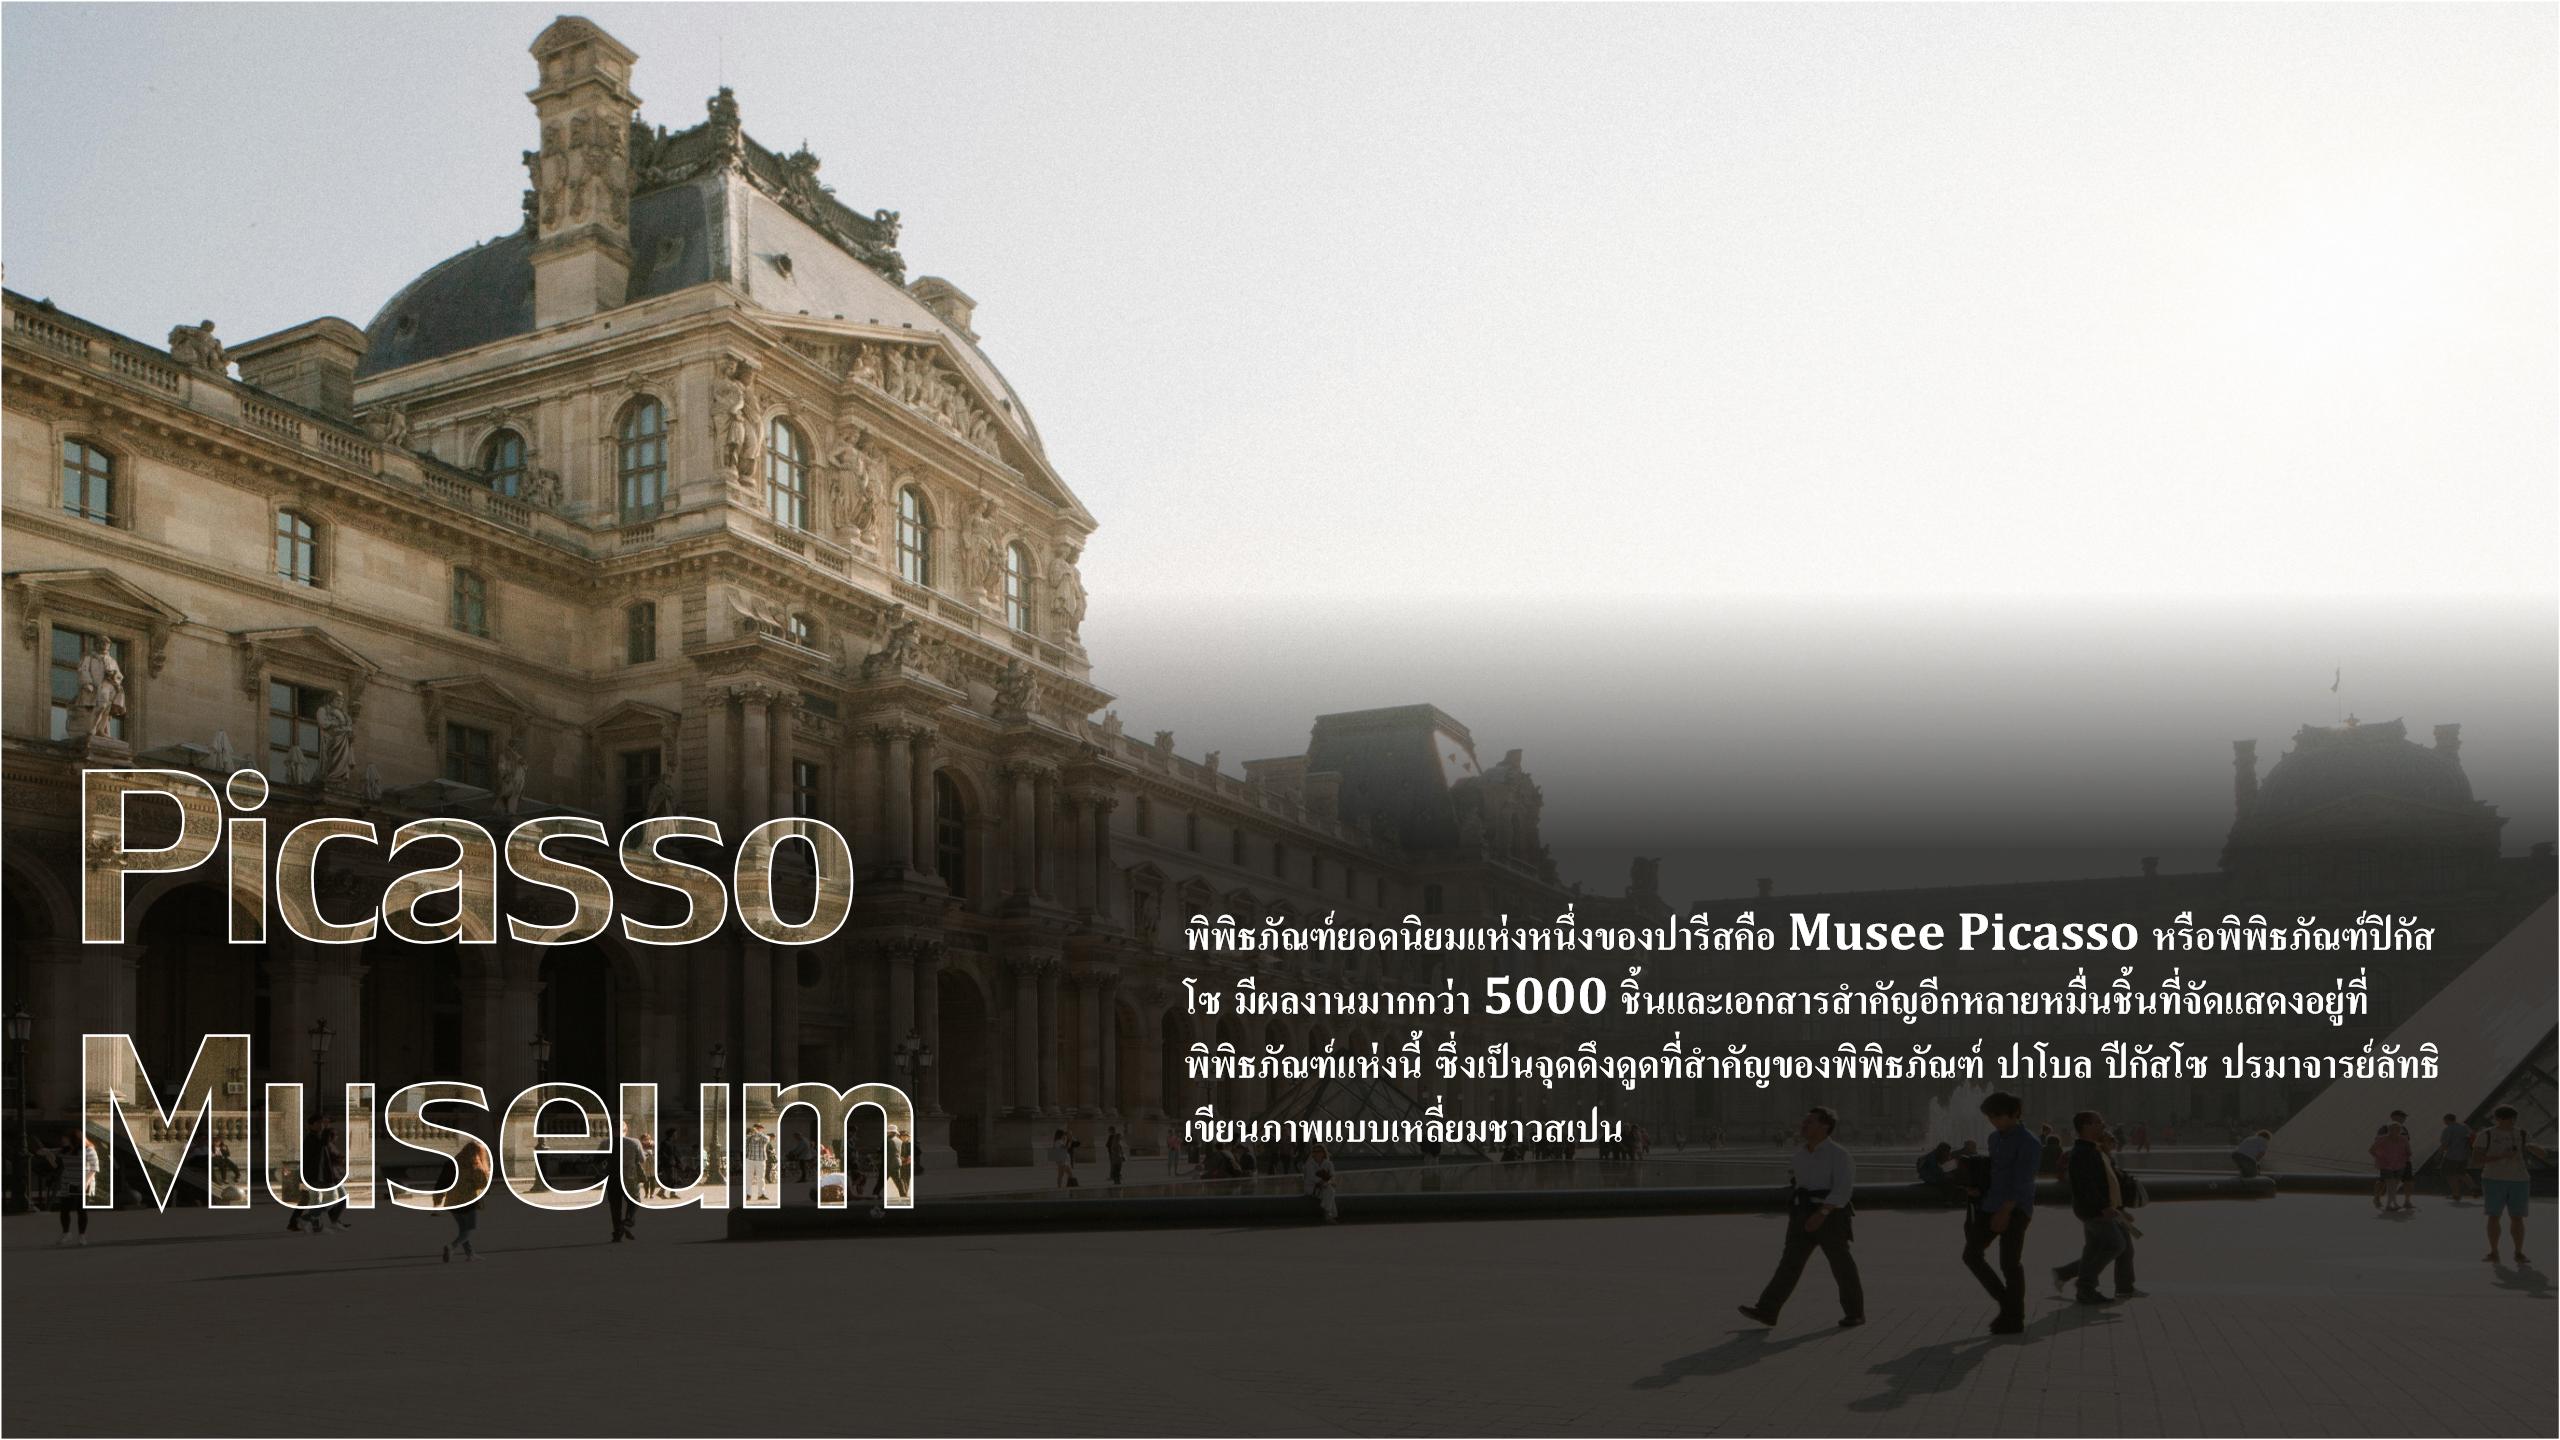 Picasso
Museum
พิพิธภัณฑ์ยอดนิยมแห่งหนึ่งของปารีสคือ Musee Picasso หรือพิพิธภัณฑ์ปิกัส
โซ มีผลงานมากกว่า 5000 ชิ้นและเอกสารสำคัญอีกหลายหมื่นชิ้นที่จัดแสดงอยู่ที่
พิพิธภัณฑ์แห่งนี้ ซึ่งเป็นจุดดึงดูดที่สำคัญของพิพิธภัณฑ์ ปาโบล ปีกัสโซ ปรมาจารย์ลัทธิ
เขียนภาพแบบเหลี่ยมชาวสเปน